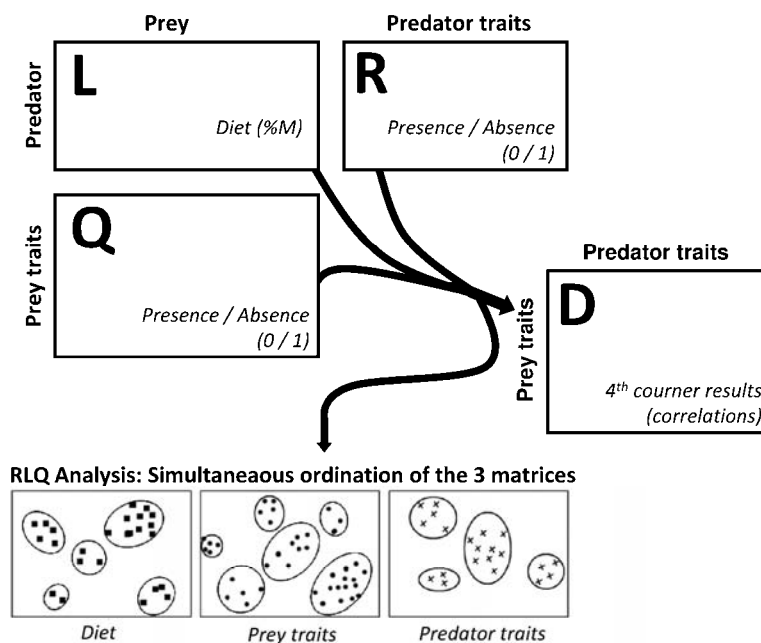 Prey
Predator traits
Predator
L
Diet (%M)
R
Presence / Absence
(0 / 1)
Prey traits
Q
Presence / Absence
(0 / 1)
Predator traits
Prey traits
D
4th courner results
(correlations)
RLQ Analysis: Simultaneaous ordination of the 3 matrices
Diet
Prey traits
Predator traits